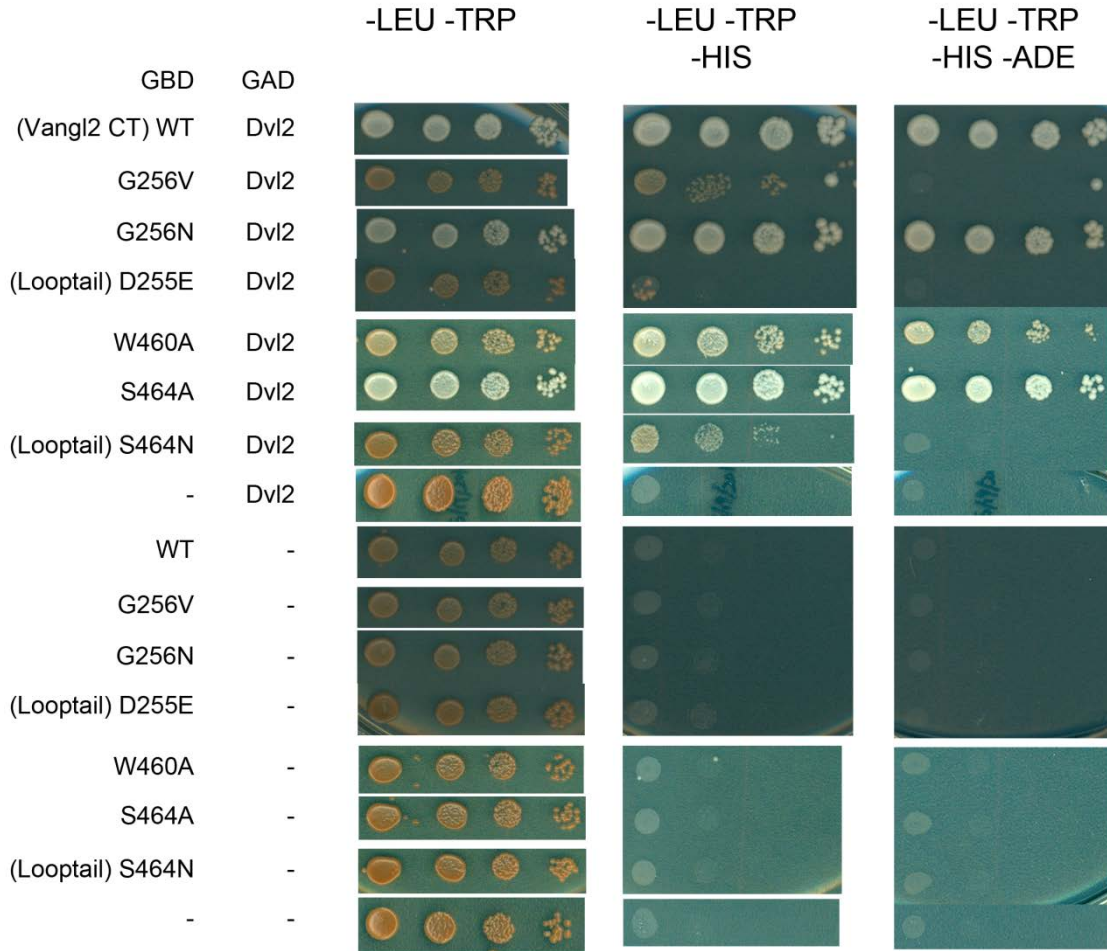 -LEU -TRP
-LEU -TRP -HIS
-LEU -TRP -HIS -ADE
GBD GAD
(Vangl2 CT) WT Dvl2
G256V Dvl2
G256N Dvl2
(Looptail) D255E Dvl2
W460A Dvl2
S464A Dvl2
(Looptail) S464N Dvl2
- Dvl2
WT -
G256V -
G256N -
(Looptail) D255E -
W460A -
S464A -
(Looptail) S464N -
- -